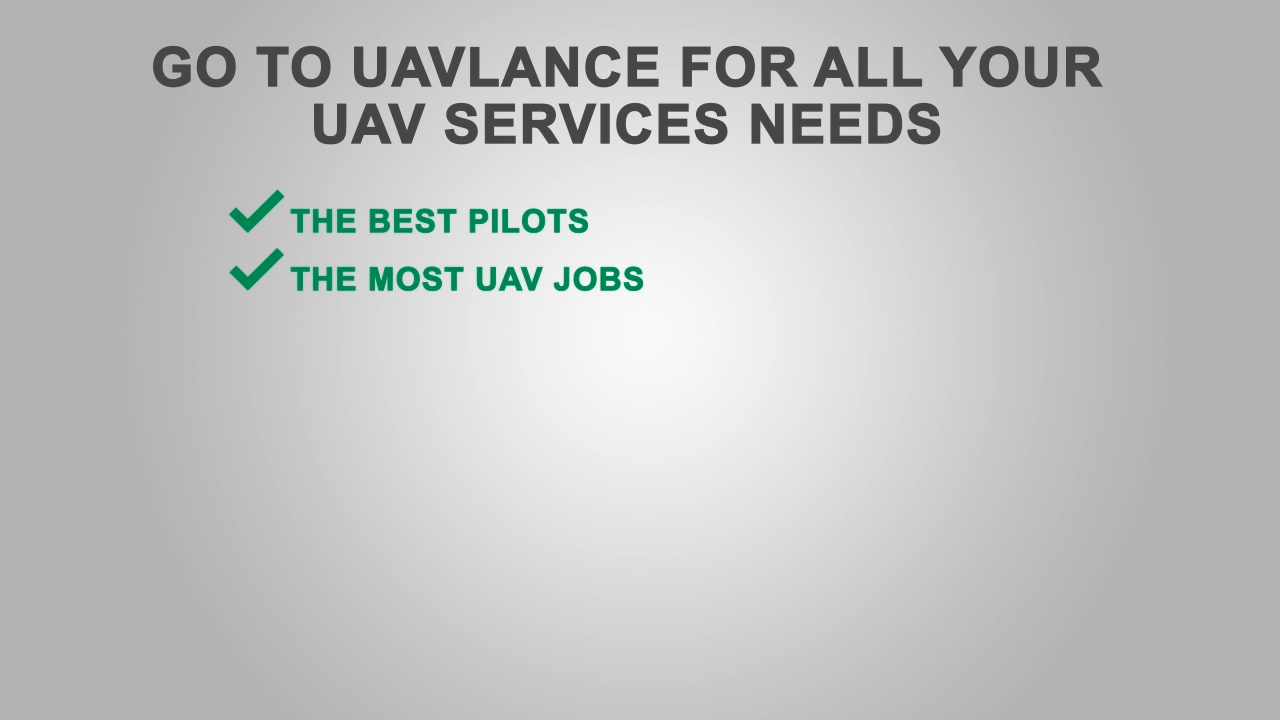 GO TO UAVLANCE FOR ALL YOUR
UAV SERVICES NEEDS
THE BEST PILOTS
THE MOST UAV JOBS